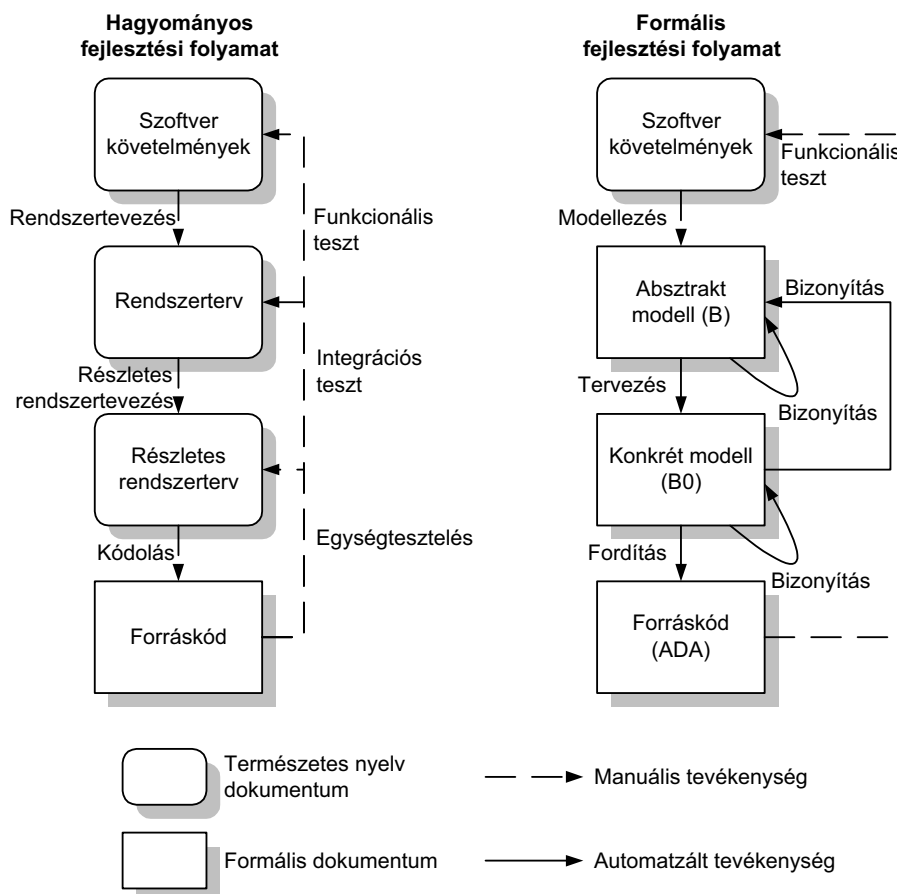 Hagyományos
fejlesztési folyamat
Szoftver
követelmények
Rendszertevezés
Funkcionális
teszt
Rendszerterv
Részletes
rendszertevezés
Integrációs
teszt
Részletes
rendszerterv
Kódolás
Egységtesztelés
Forráskód
Formális
fejlesztési folyamat
Szoftver
követelmények
Funkcionális
teszt
Modellezés
Absztrakt
modell (B)
Bizonyítás
Tervezés
Bizonyítás
Konkrét modell
(B0)
Fordítás
Bizonyítás
Forráskód
(ADA)
Természetes nyelv
dokumentum
Manuális tevékenység
Formális dokumentum
Automatzált tevékenység